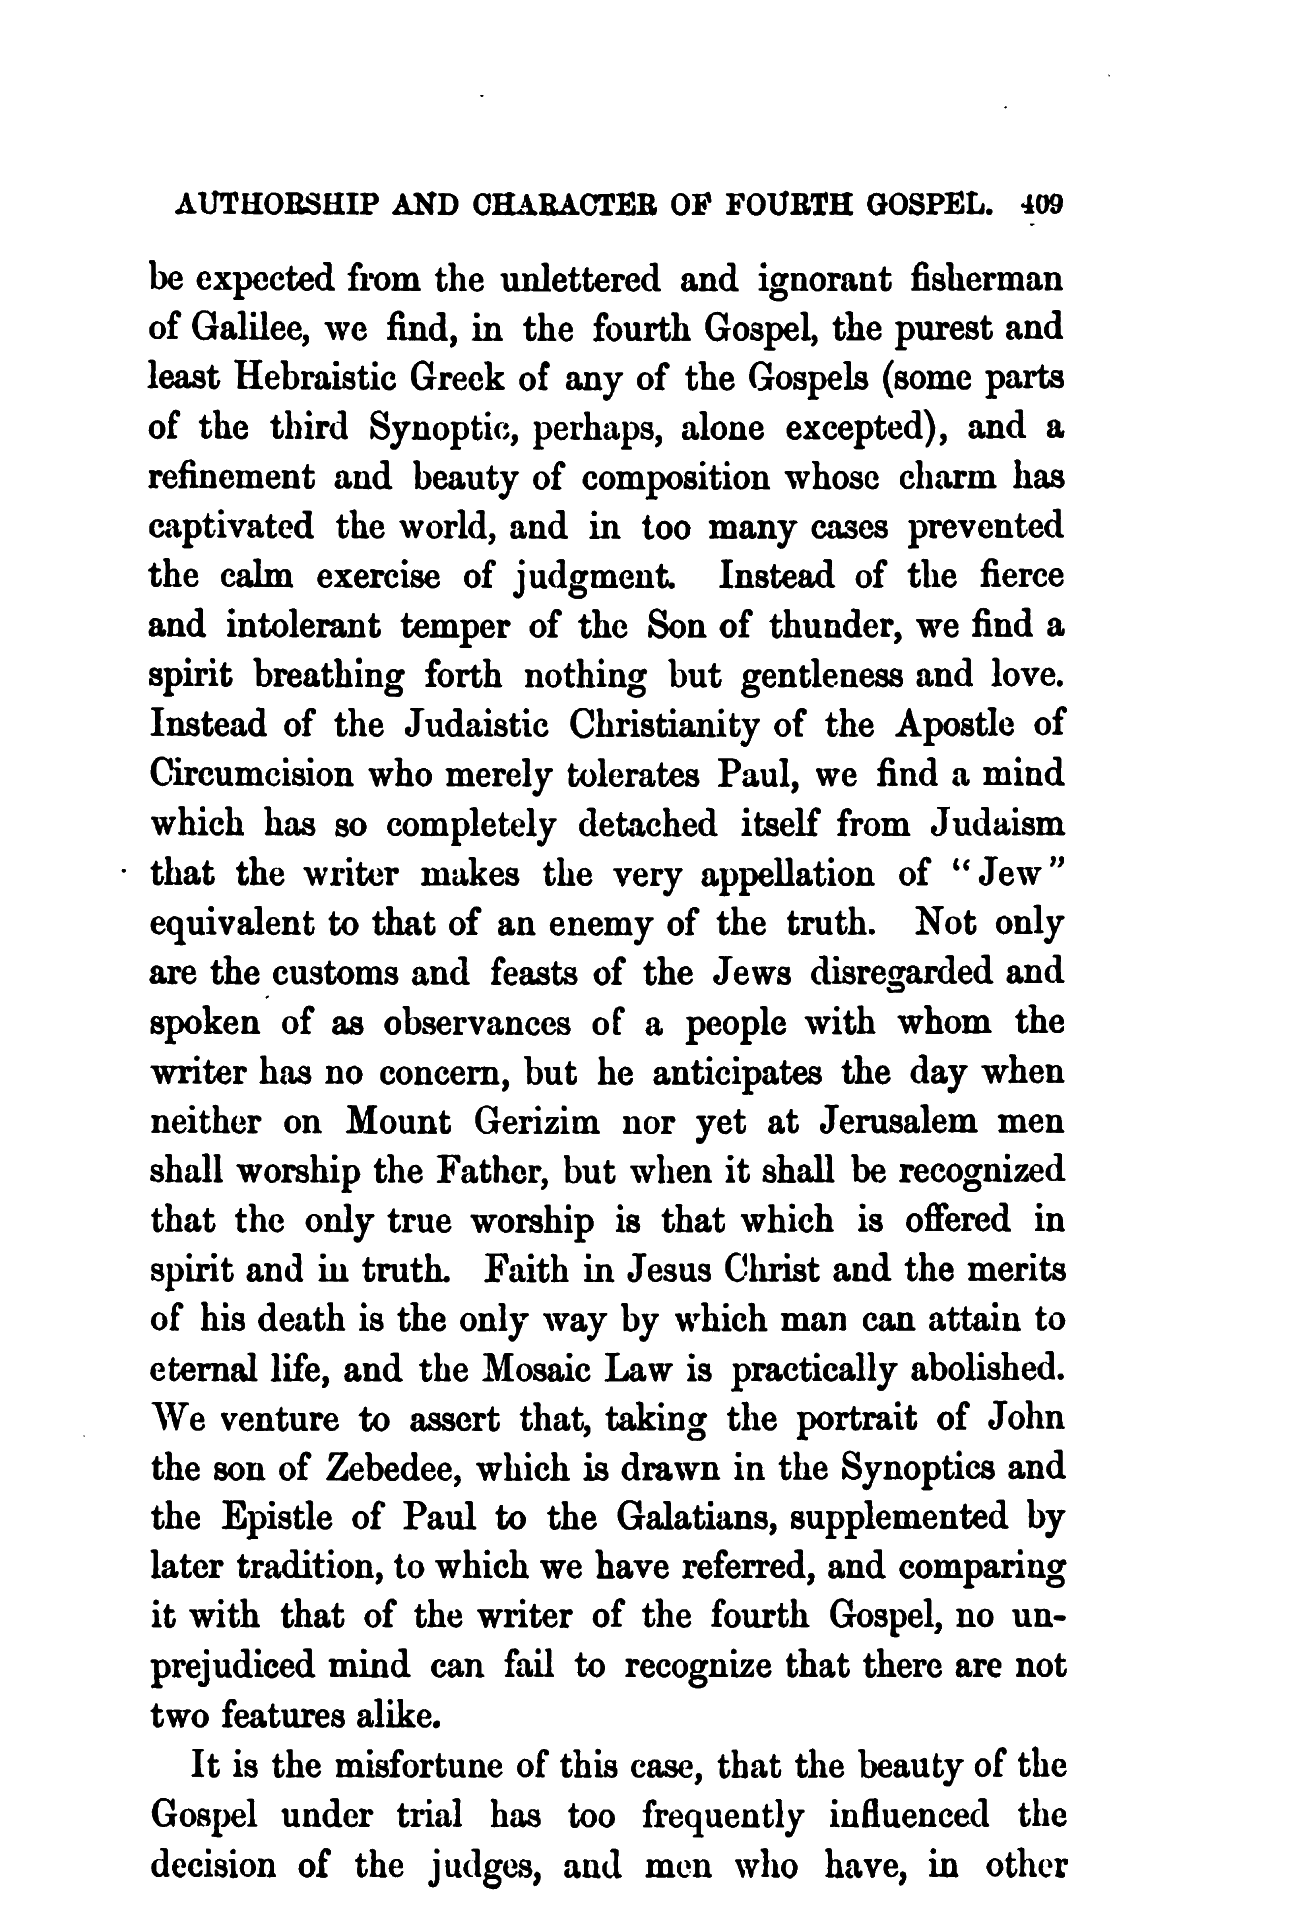 AUTHORSHIP AND CHARACTER OF FOURTH GOSPEL. 409
be expected from the unlettered and ignorant fisherman
of Galilee, we find, in the fourth Gospel, the purest and
least Hebraistic Greek of any of the Gospels (some parts
of the third Synoptic, perhaps, alone excepted), and a
refinement and beauty of composition whose charm has
captivated the world, and in too many cases prevented
the calm exercise of judgment. Instead of the fierce
and intolerant temper of the Son of thunder, we find a
spirit breathing forth nothing but gentleness and love.
Instead of the Judaistic Christianity of the Apostle of
Circumcision who merely tolerates Paul, we find a mind
which has so completely detached itself from Judaism
that the writer makes the very appellation of “Jew”
equivalent to that of an enemy of the truth. Not only
are the customs and feasts of the Jews disregarded and
spoken of as observances of a people with whom the
writer has no concern, but he anticipates the day when
neither on Mount Gerizim nor yet at Jerusalem men
shall worship the Father, but when it shall be recognized
that the only true worship is that which is offered in
spirit and in truth. Faith in Jesus Christ and the merits
of his death is the only way by which man can attain to
eternal life, and the Mosaic Law is practically abolished.
We venture to assert that, taking the portrait of John
the son of Zebedee, which is drawn in the Synoptics and
the Epistle of Paul to the Galatians, supplemented by
later tradition, to which we have referred, and comparing
it with that of the writer of the fourth Gospel, no un-
prejudiced mind can fail to recognize that there are not
two features alike.
It is the misfortune of this case, that the beauty of the
Gospel under trial has too frequently influenced the
decision of the judges, and men who have, in other